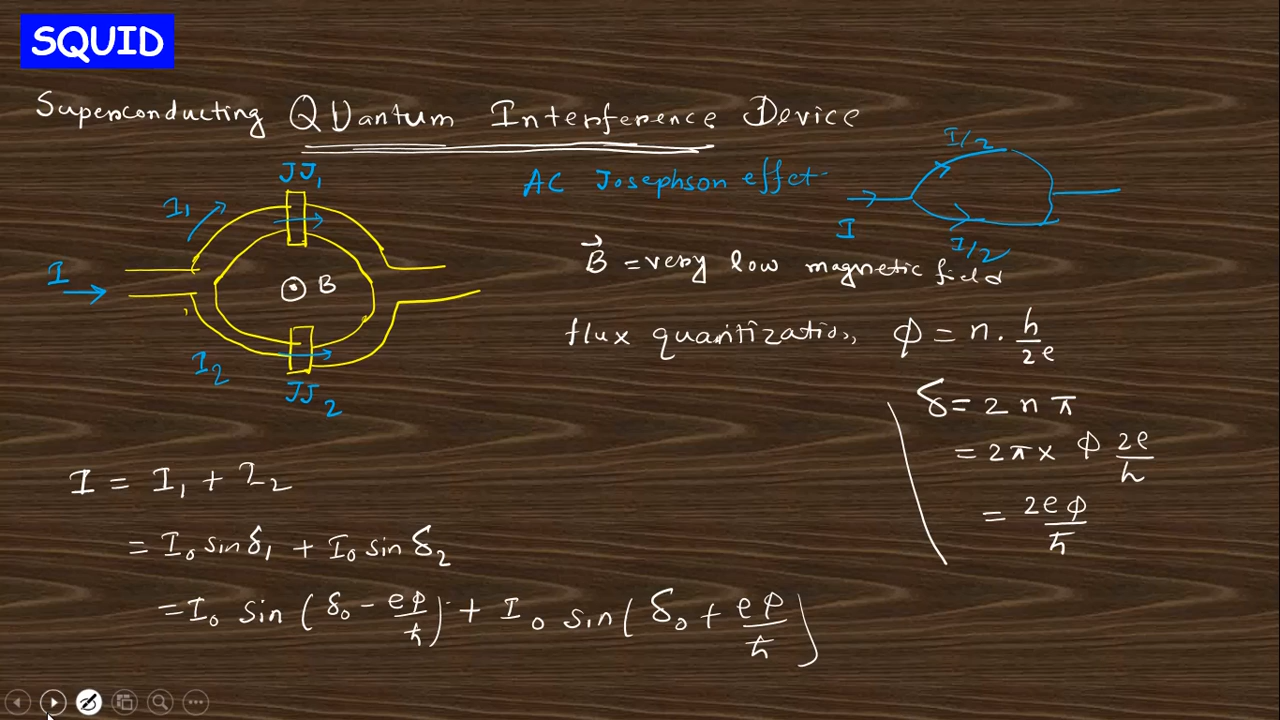 SQUID
Superconducting QUantum Interference Device
JJ₁
AC Josephson effect
I/2
I₁
I
I/2
I
B
B⃗ = very low magnetic field
flux quantization, ϕ = n · h/2e
I₂
JJ₂
δ = 2nπ
= 2π × ϕ 2e/h
= 2eϕ/ħ
I = I₁ + I₂
= I₀ sin δ₁ + I₀ sin δ₂
= I₀ sin(δ₀ − eϕ/ħ) + I₀ sin(δ₀ + eϕ/ħ)